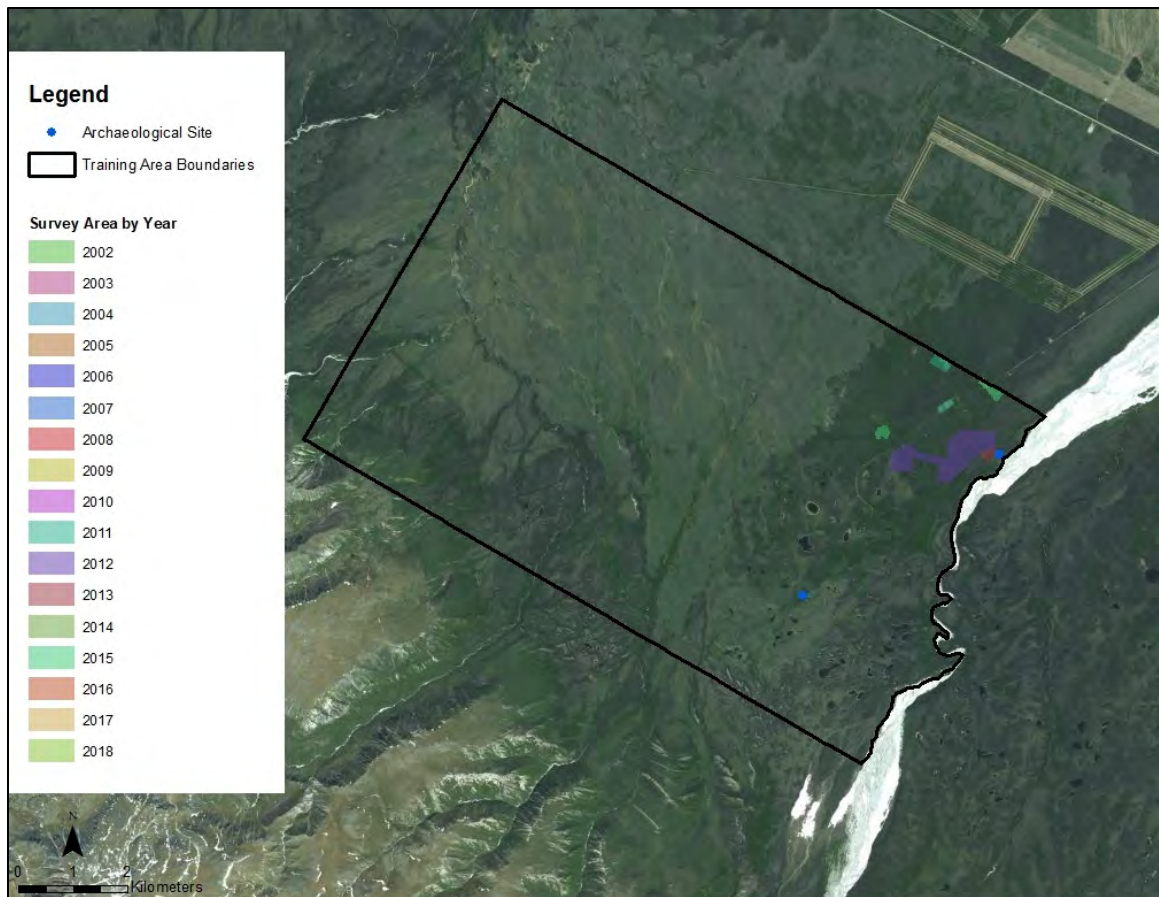 Legend
Archaeological Site
Training Area Boundaries
Survey Area by Year
2002
2003
2004
2005
2006
2007
2008
2009
2010
2011
2012
2013
2014
2015
2016
2017
2018
N
0 1 2
Kilometers